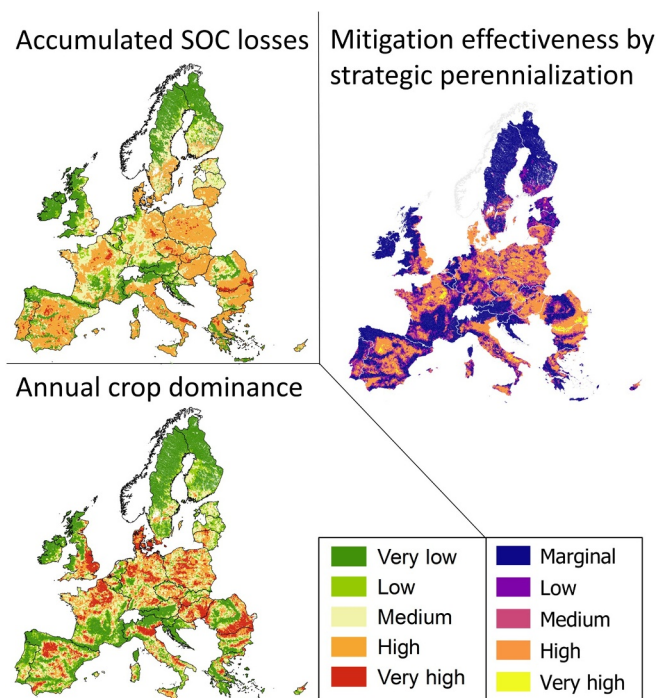 Accumulated SOC losses
Mitigation effectiveness by
strategic perennialization
Annual crop dominance
Very low
Low
Medium
High
Very high
Marginal
Low
Medium
High
Very high